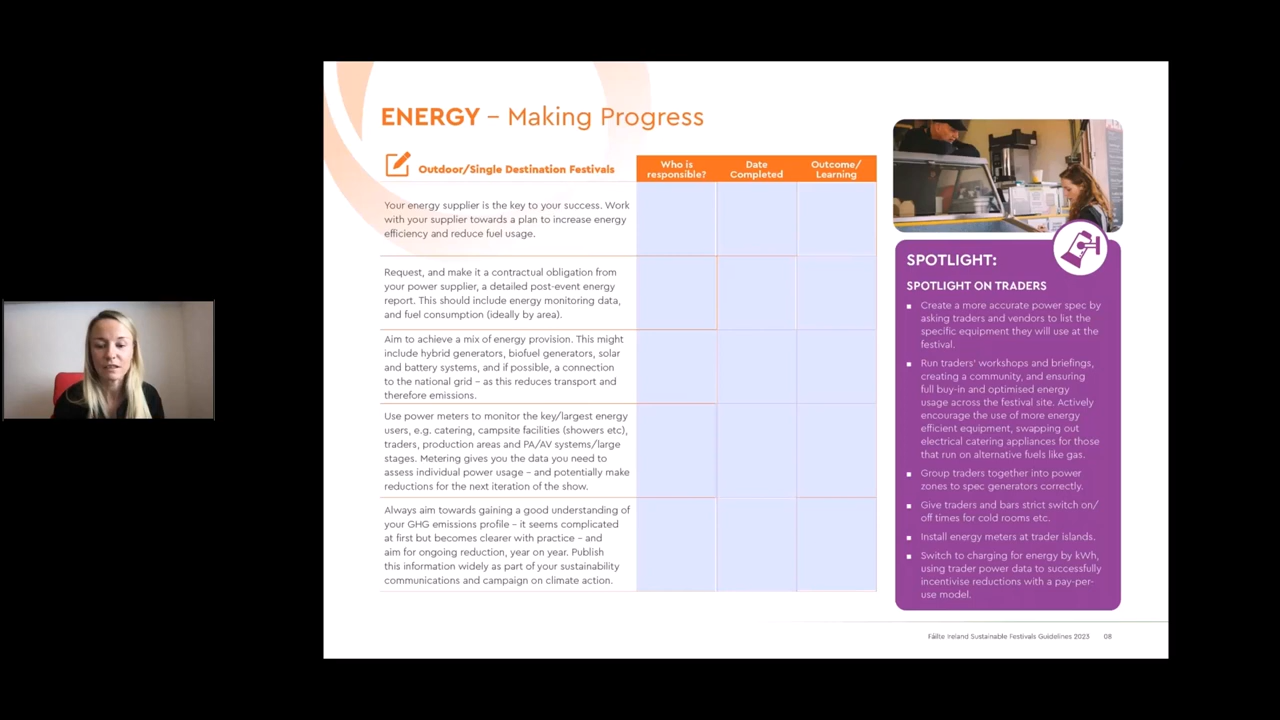 ENERGY – Making Progress
Outdoor/Single Destination Festivals
Who is
responsible?
Date
Completed
Outcome/
Learning
Your energy supplier is the key to your success. Work
with your supplier towards a plan to increase energy
efficiency and reduce fuel usage.
Request, and make it a contractual obligation from
your power supplier, a detailed post-event energy
report. This should include energy monitoring data,
and fuel consumption (ideally by area).
Aim to achieve a mix of energy provision. This might
include hybrid generators, biofuel generators, solar
and battery systems, and if possible, a connection
to the national grid – as this reduces transport and
therefore emissions.
Use power meters to monitor the key/largest energy
users, e.g. catering, campsite facilities (showers etc),
traders, production areas and PA/AV systems/large
stages. Metering gives you the data you need to
assess individual power usage – and potentially make
reductions for the next iteration of the show.
Always aim towards gaining a good understanding of
your GHG emissions profile – it seems complicated
at first but becomes clearer with practice – and
aim for ongoing reduction, year on year. Publish
this information widely as part of your sustainability
communications and campaign on climate action.
SPOTLIGHT:
SPOTLIGHT ON TRADERS
▪ Create a more accurate power spec by
asking traders and vendors to list the
specific equipment they will use at the
festival.
▪ Run traders' workshops and briefings,
creating a community, and ensuring
full buy-in and optimised energy
usage across the festival site. Actively
encourage the use of more energy
efficient equipment, swapping out
electrical catering appliances for those
that run on alternative fuels like gas.
▪ Group traders together into power
zones to spec generators correctly.
▪ Give traders and bars strict switch on/
off times for cold rooms etc.
▪ Install energy meters at trader islands.
▪ Switch to charging for energy by kWh,
using trader power data to successfully
incentivise reductions with a pay-per-
use model.
Fáilte Ireland Sustainable Festivals Guidelines 2023 08